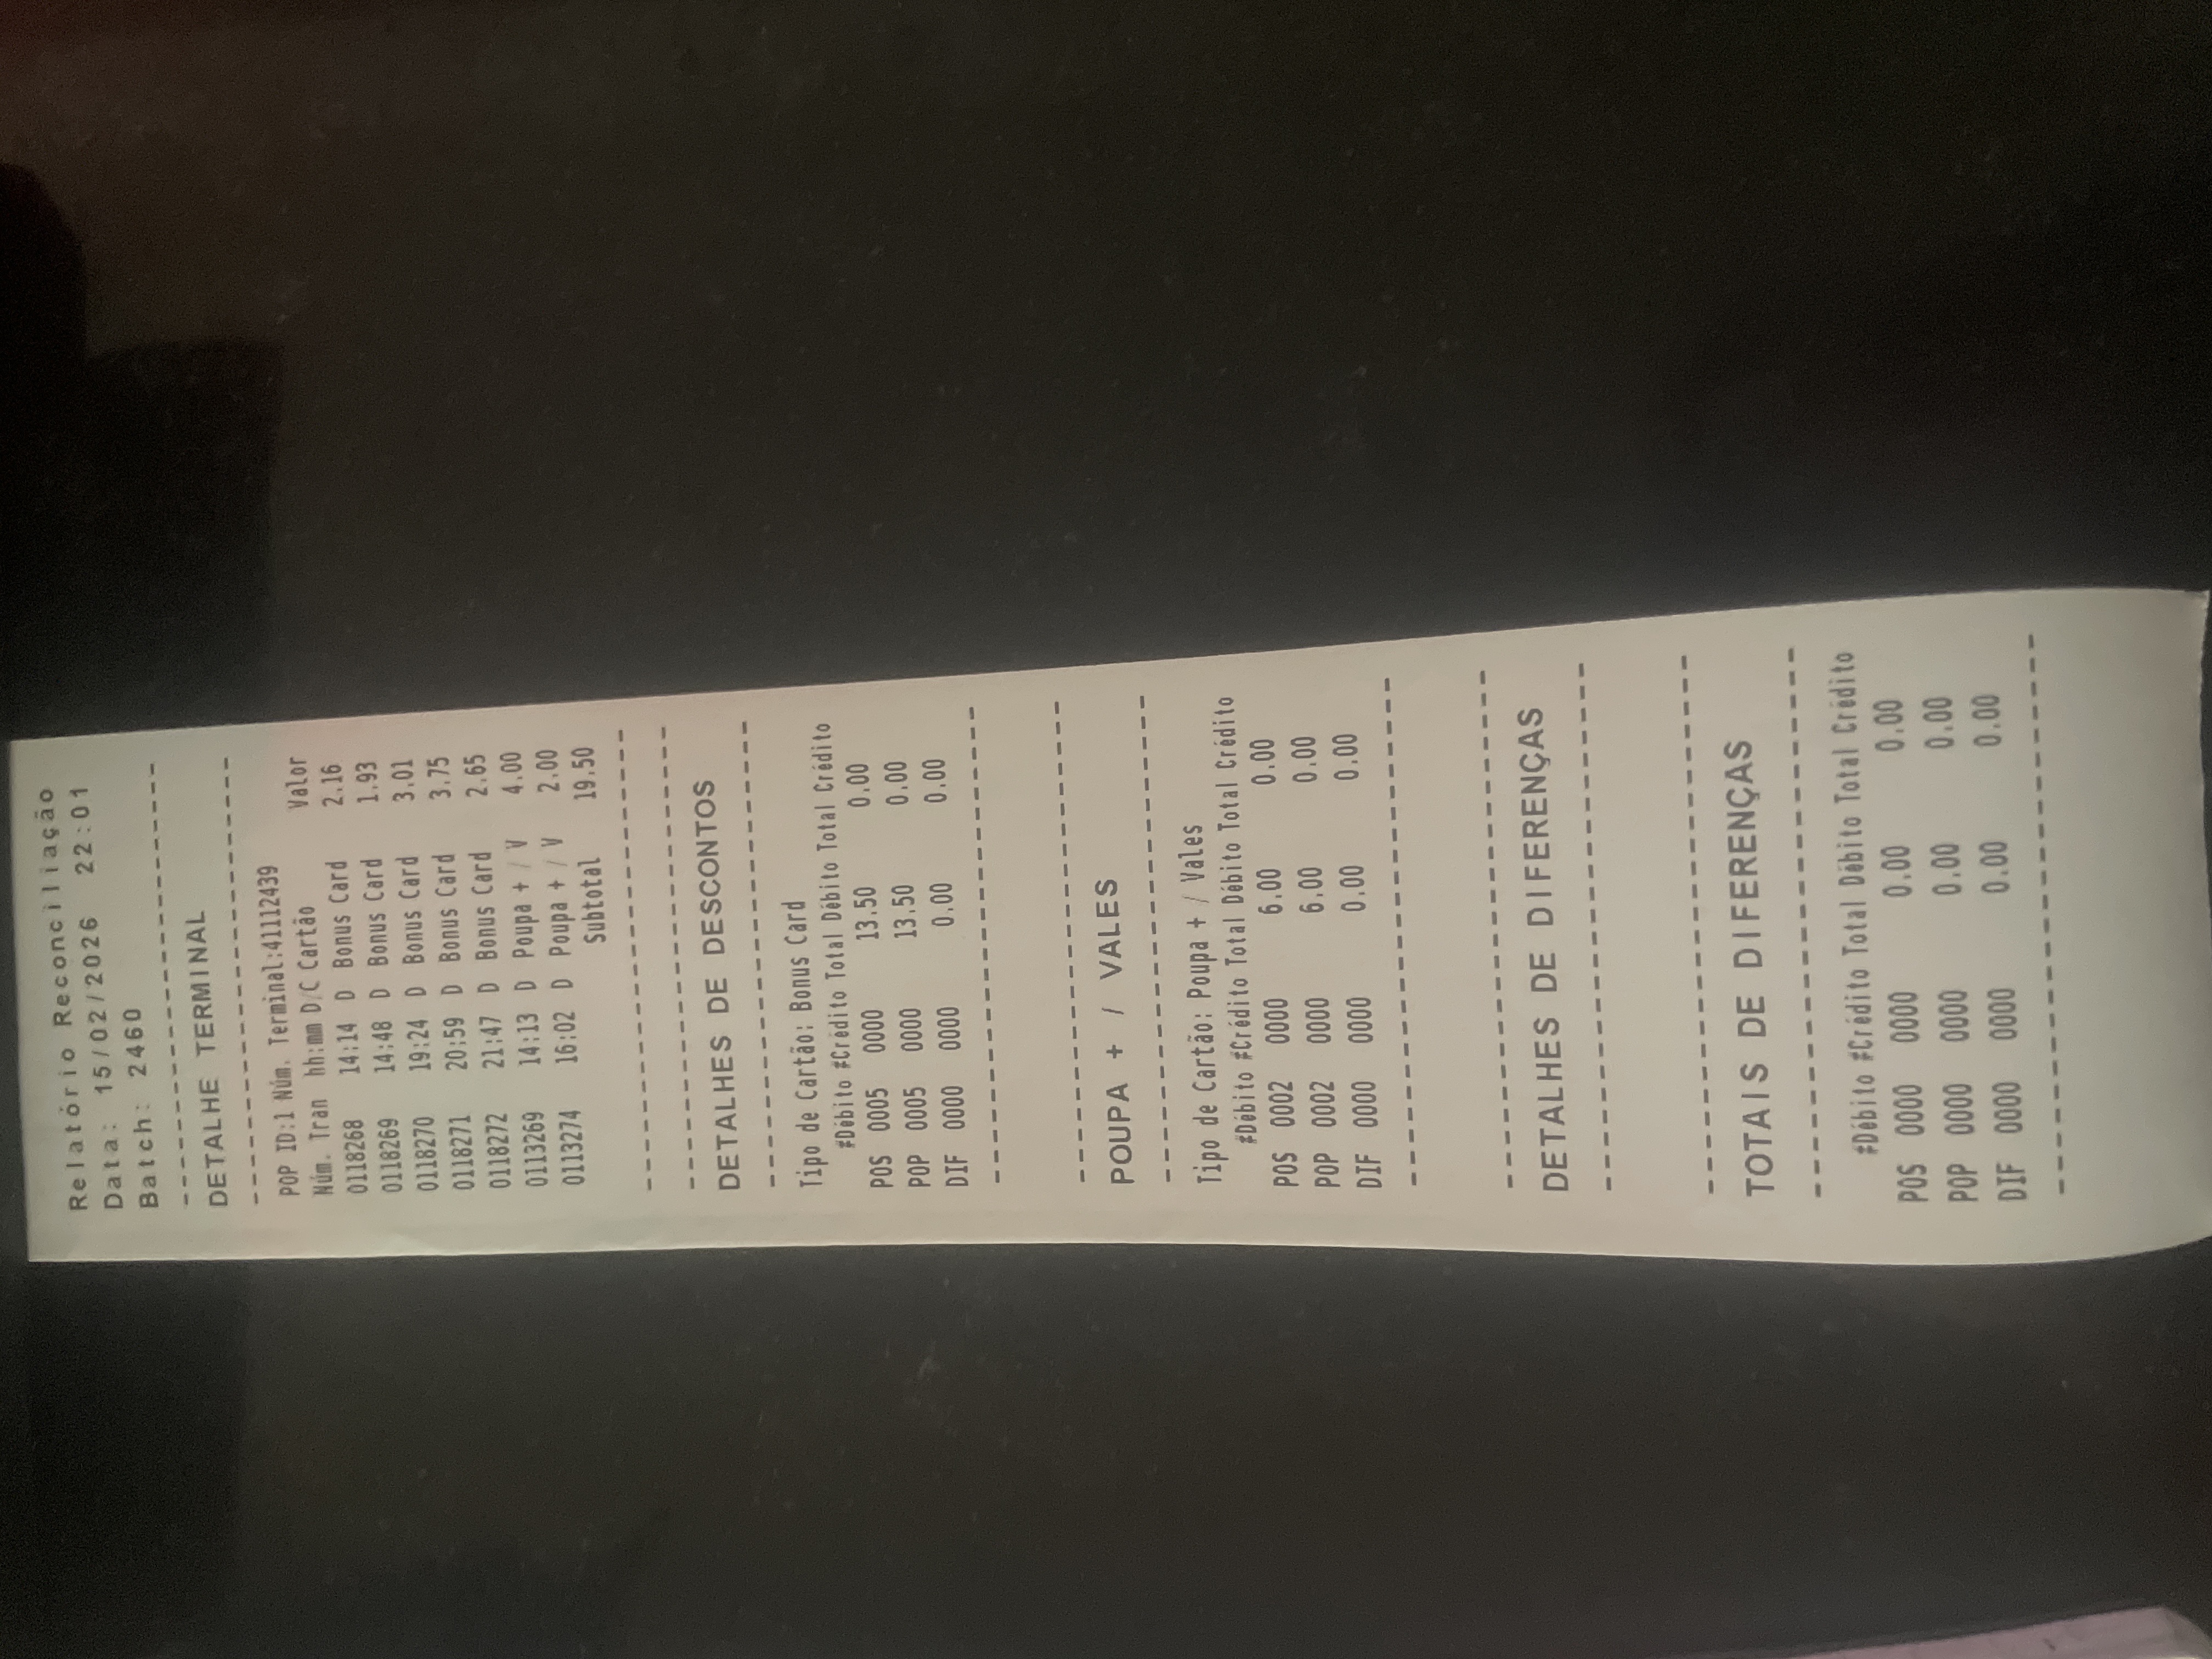 Relatório Reconciliação
Data: 15/02/2026 22:01
Batch: 2460
------------------------
DETALHE TERMINAL
------------------------
POP ID:1 Núm. Terminal:41112439
Núm. Tran hh:mm D/C Cartão Valor
0118268 14:14 D Bonus Card 2.16
0118269 14:48 D Bonus Card 1.93
0118270 19:24 D Bonus Card 3.01
0118271 20:59 D Bonus Card 3.75
0118272 21:47 D Bonus Card 2.65
0113269 14:13 D Poupa + / V 4.00
0113274 16:02 D Poupa + / V 2.00
Subtotal 19.50
------------------------
------------------------
DETALHES DE DESCONTOS
------------------------
Tipo de Cartão: Bonus Card
#Débito #Crédito Total Débito Total Crédito
POS 0005 0000 13.50 0.00
POP 0005 0000 13.50 0.00
DIF 0000 0000 0.00 0.00
------------------------
------------------------
POUPA + / VALES
------------------------
Tipo de Cartão: Poupa + / Vales
#Débito #Crédito Total Débito Total Crédito
POS 0002 0000 6.00 0.00
POP 0002 0000 6.00 0.00
DIF 0000 0000 0.00 0.00
------------------------
------------------------
DETALHES DE DIFERENÇAS
------------------------
------------------------
TOTAIS DE DIFERENÇAS
------------------------
#Débito #Crédito Total Débito Total Crédito
POS 0000 0000 0.00 0.00
POP 0000 0000 0.00 0.00
DIF 0000 0000 0.00 0.00
------------------------